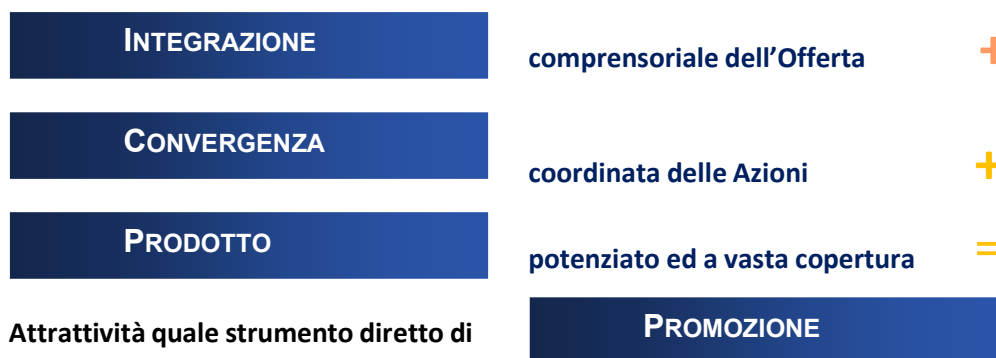 INTEGRAZIONE comprensoriale dell’Offerta +
CONVERGENZA coordinata delle Azioni +
PRODOTTO potenziato ed a vasta copertura =
Attrattività quale strumento diretto di PROMOZIONE